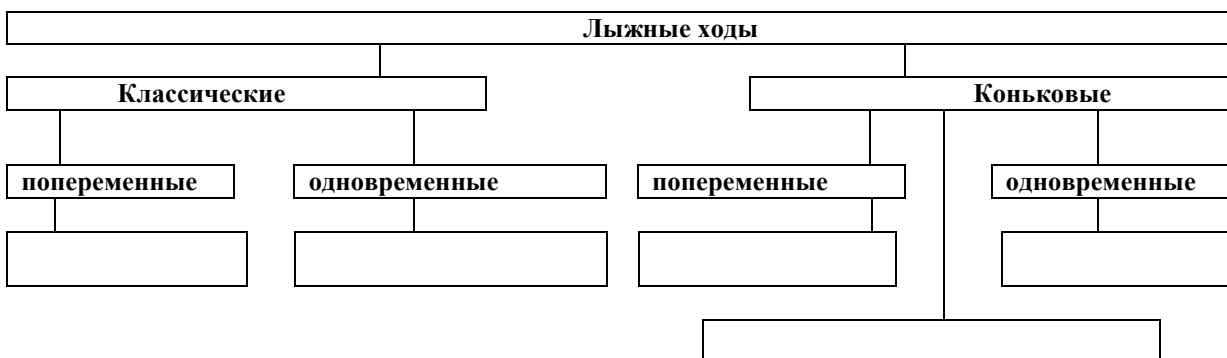 Лыжные ходы
Классические
Коньковые
попеременные
одновременные
попеременные
одновременные